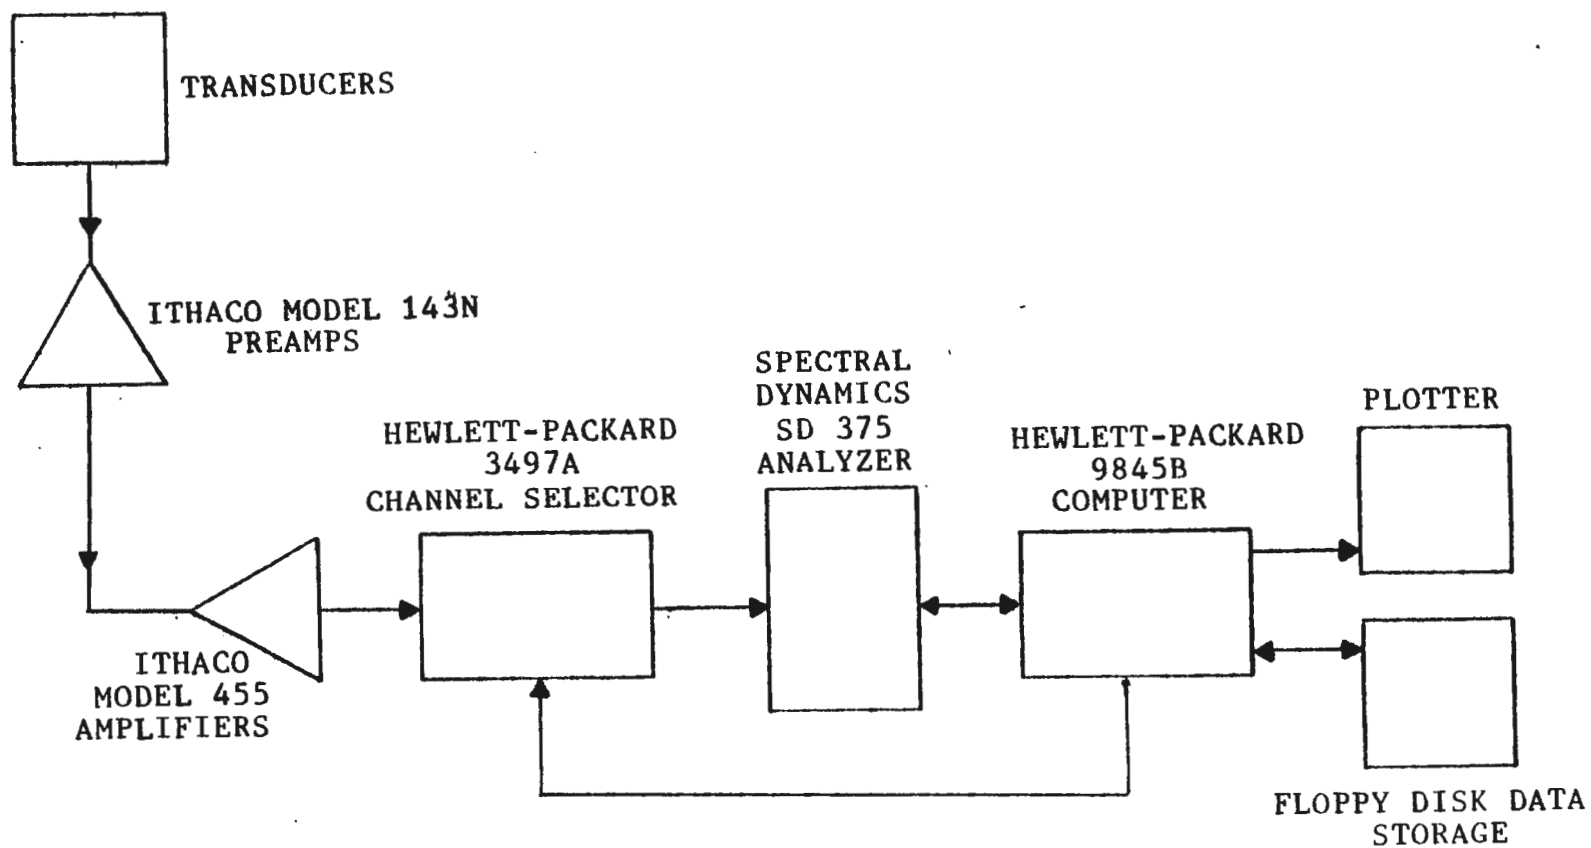 TRANSDUCERS
ITHACO MODEL 143N
PREAMPS
ITHACO
MODEL 455
AMPLIFIERS
HEWLETT-PACKARD
3497A
CHANNEL SELECTOR
SPECTRAL
DYNAMICS
SD 375
ANALYZER
HEWLETT-PACKARD
9845B
COMPUTER
PLOTTER
FLOPPY DISK DATA
STORAGE